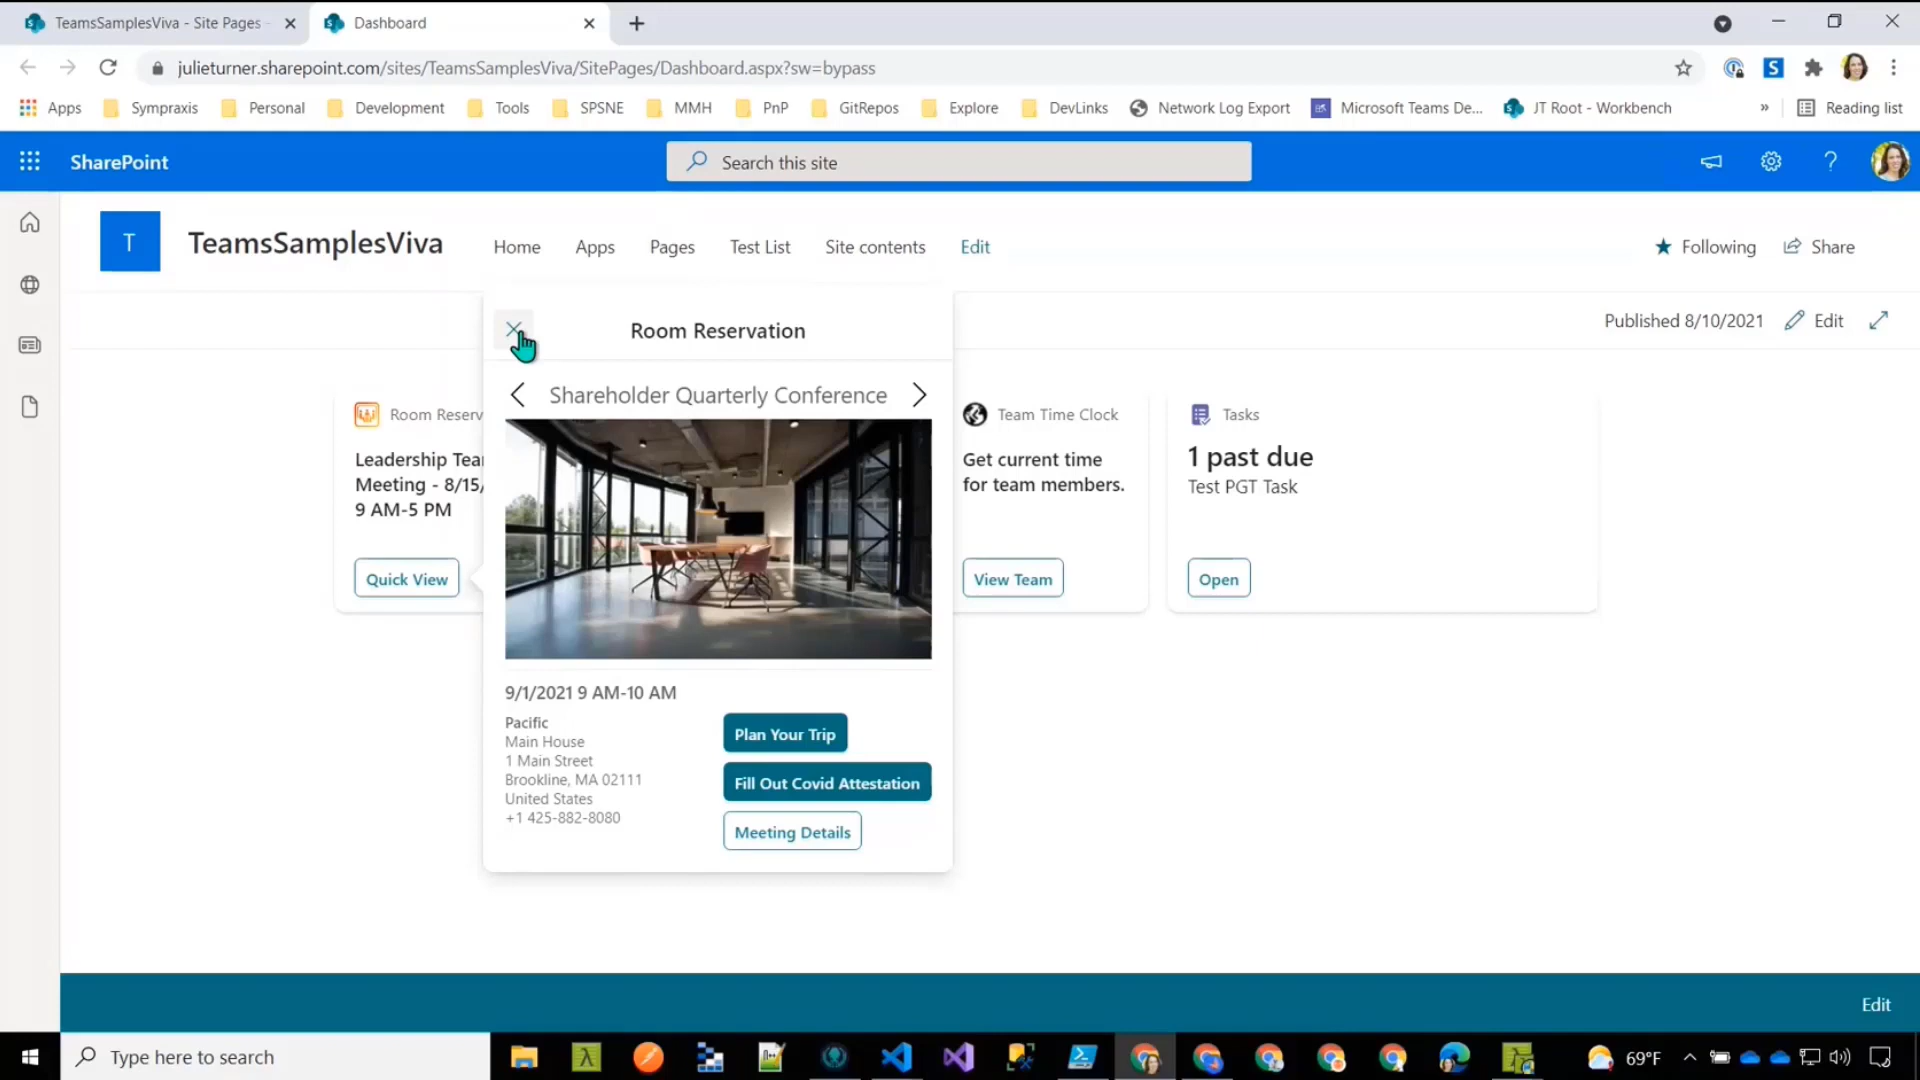 TeamsSamplesViva - Site Pages -
Dashboard
julieturner.sharepoint.com/sites/TeamsSamplesViva/SitePages/Dashboard.aspx?sw=bypass
Apps
Sympraxis
Personal
Development
Tools
SPSNE
MMH
PnP
GitRepos
Explore
DevLinks
Network Log Export
Microsoft Teams De...
JT Root - Workbench
»
Reading list
SharePoint
Search this site
T
TeamsSamplesViva
Home
Apps
Pages
Test List
Site contents
Edit
Following
Share
Published 8/10/2021
Edit
Room Reservation
Shareholder Quarterly Conference
9/1/2021 9 AM-10 AM
Pacific
Main House
1 Main Street
Brookline, MA 02111
United States
+1 425-882-8080
Plan Your Trip
Fill Out Covid Attestation
Meeting Details
Room Reserv
Leadership Tea
Meeting - 8/15/
9 AM-5 PM
Quick View
Team Time Clock
Get current time
for team members.
View Team
Tasks
1 past due
Test PGT Task
Open
Edit
Type here to search
69°F